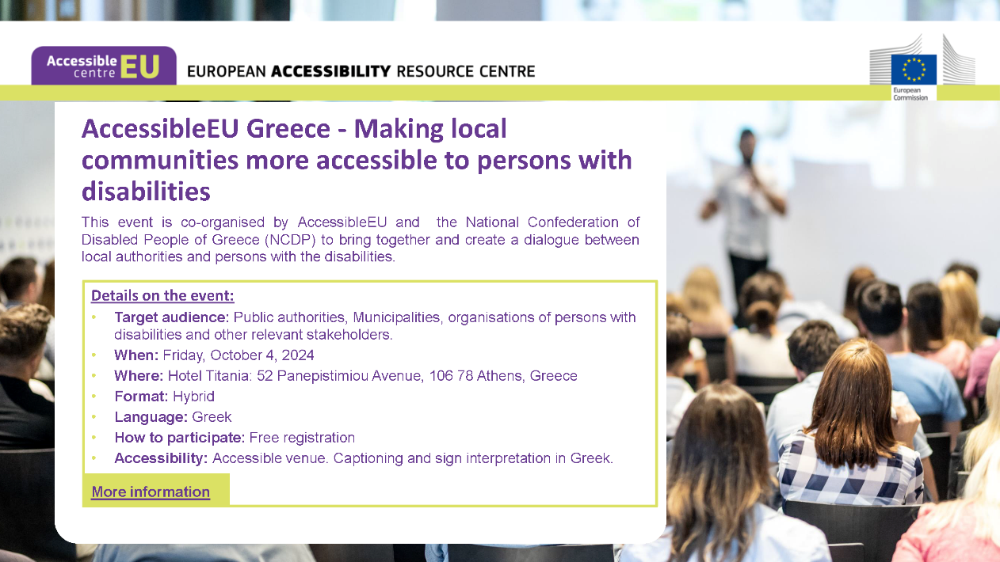 Accessible centre EU
EUROPEAN ACCESSIBILITY RESOURCE CENTRE
European
Commission
AccessibleEU Greece - Making local
communities more accessible to persons with
disabilities
This event is co-organised by AccessibleEU and the National Confederation of
Disabled People of Greece (NCDP) to bring together and create a dialogue between
local authorities and persons with the disabilities.
Details on the event:
• Target audience: Public authorities, Municipalities, organisations of persons with
disabilities and other relevant stakeholders.
• When: Friday, October 4, 2024
• Where: Hotel Titania: 52 Panepistimiou Avenue, 106 78 Athens, Greece
• Format: Hybrid
• Language: Greek
• How to participate: Free registration
• Accessibility: Accessible venue. Captioning and sign interpretation in Greek.
More information